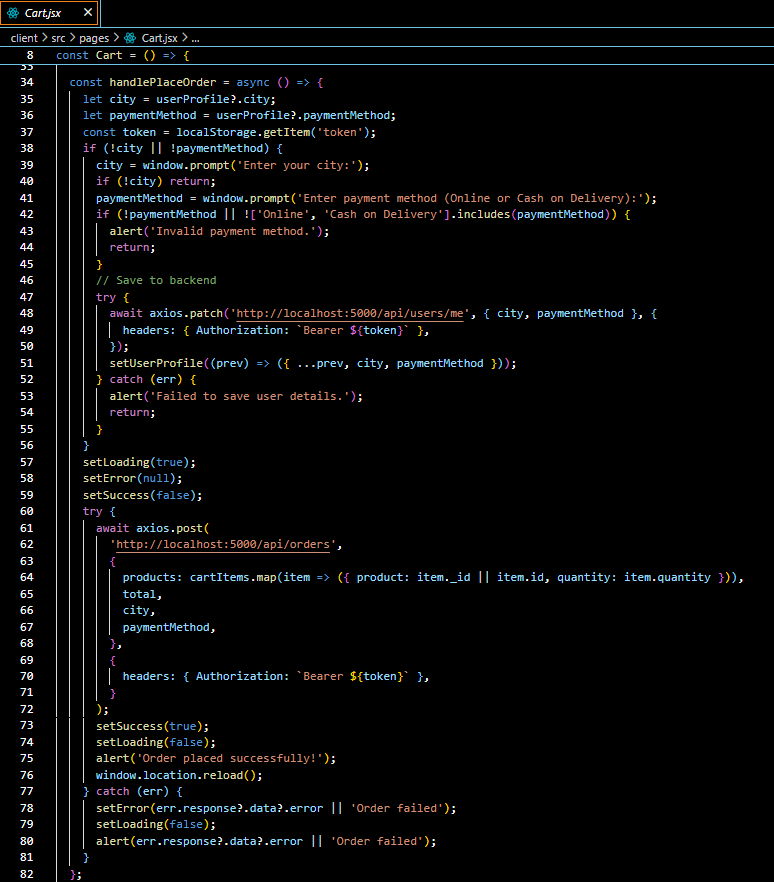 Cart.jsx
client > src > pages > Cart.jsx > ...
8 const Cart = () => {
33
34 const handlePlaceOrder = async () => {
35 let city = userProfile?.city;
36 let paymentMethod = userProfile?.paymentMethod;
37 const token = localStorage.getItem('token');
38 if (!city || !paymentMethod) {
39 city = window.prompt('Enter your city:');
40 if (!city) return;
41 paymentMethod = window.prompt('Enter payment method (Online or Cash on Delivery):');
42 if (!paymentMethod || !['Online', 'Cash on Delivery'].includes(paymentMethod)) {
43 alert('Invalid payment method.');
44 return;
45 }
46 // Save to backend
47 try {
48 await axios.patch('http://localhost:5000/api/users/me', { city, paymentMethod }, {
49 headers: { Authorization: `Bearer ${token}` },
50 });
51 setUserProfile((prev) => ({ ...prev, city, paymentMethod }));
52 } catch (err) {
53 alert('Failed to save user details.');
54 return;
55 }
56 }
57 setLoading(true);
58 setError(null);
59 setSuccess(false);
60 try {
61 await axios.post(
62 'http://localhost:5000/api/orders',
63 {
64 products: cartItems.map(item => ({ product: item._id || item.id, quantity: item.quantity })),
65 total,
66 city,
67 paymentMethod,
68 },
69 {
70 headers: { Authorization: `Bearer ${token}` },
71 }
72 );
73 setSuccess(true);
74 setLoading(false);
75 alert('Order placed successfully!');
76 window.location.reload();
77 } catch (err) {
78 setError(err.response?.data?.error || 'Order failed');
79 setLoading(false);
80 alert(err.response?.data?.error || 'Order failed');
81 }
82 };